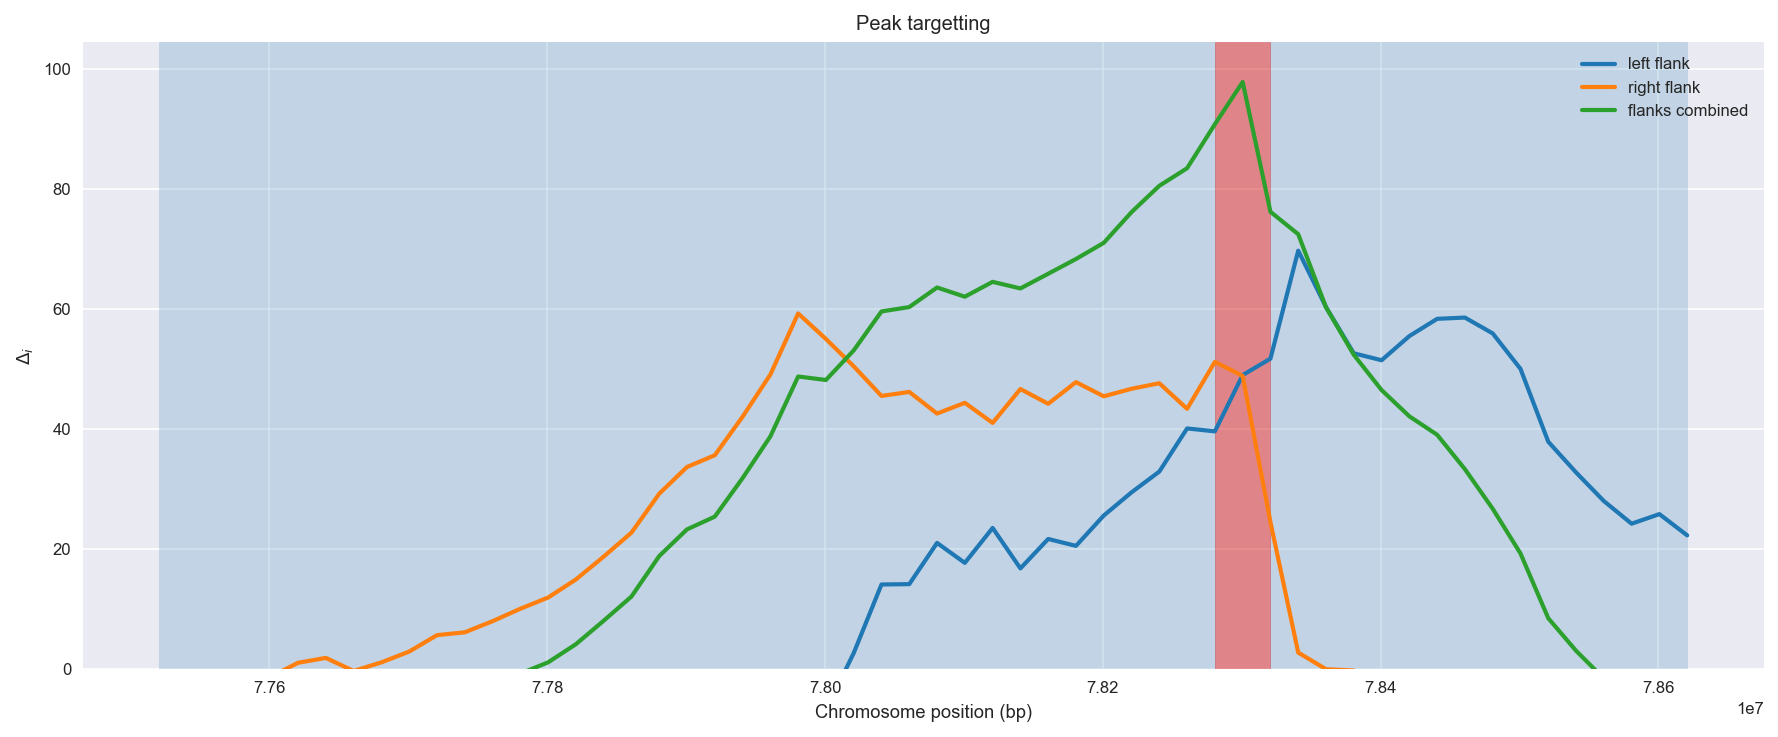 Peak targetting
left flank
right flank
flanks combined
100
80
60
40
20
0
Δi
7.76 7.78 7.80 7.82 7.84 7.86
1e7
Chromosome position (bp)